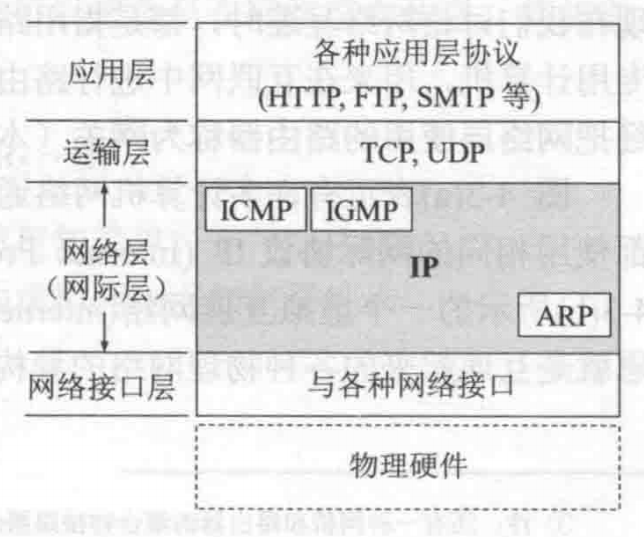 应用层
各种应用层协议
(HTTP, FTP, SMTP 等)
运输层
TCP, UDP
网络层
(网际层)
ICMP
IGMP
IP
ARP
网络接口层
与各种网络接口
物理硬件